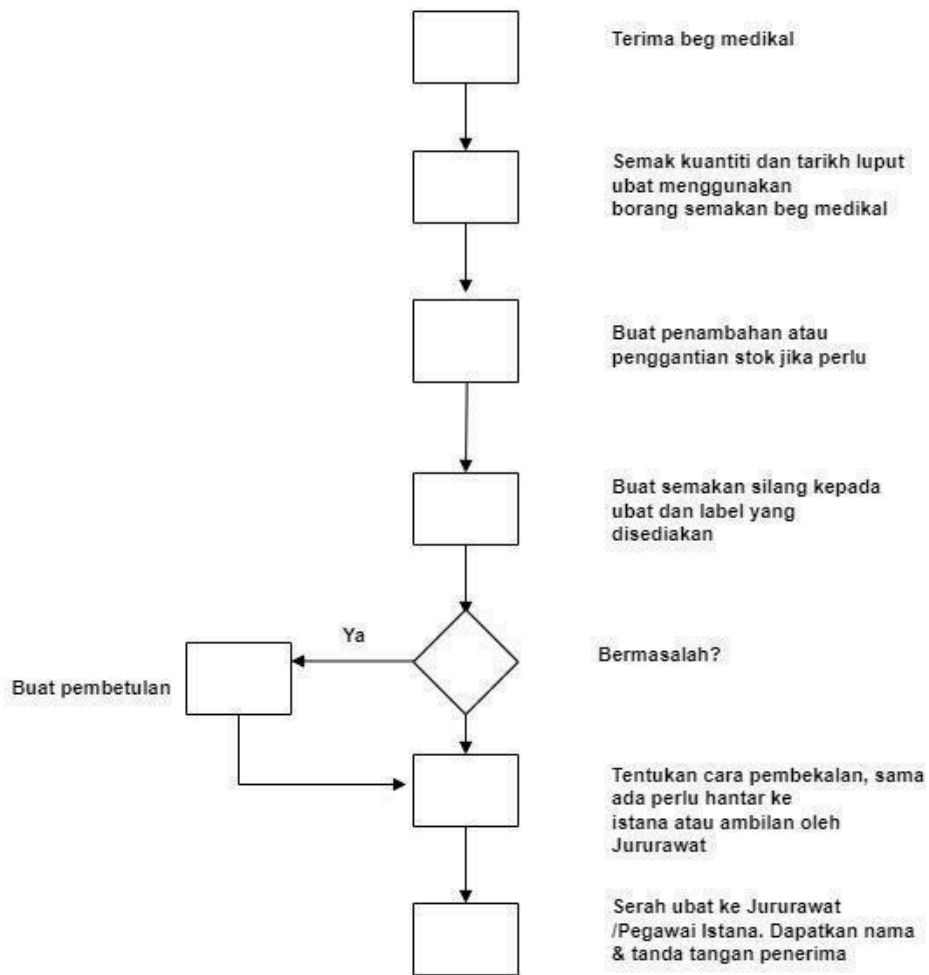 Terima beg medikal
Semak kuantiti dan tarikh luput
ubat menggunakan
borang semakan beg medikal
Buat penambahan atau
penggantian stok jika perlu
Buat semakan silang kepada
ubat dan label yang
disediakan
Ya
Bermasalah?
Buat pembetulan
Tentukan cara pembekalan, sama
ada perlu hantar ke
istana atau ambilan oleh
Jururawat
Serah ubat ke Jururawat
/Pegawai Istana. Dapatkan nama
& tanda tangan penerima